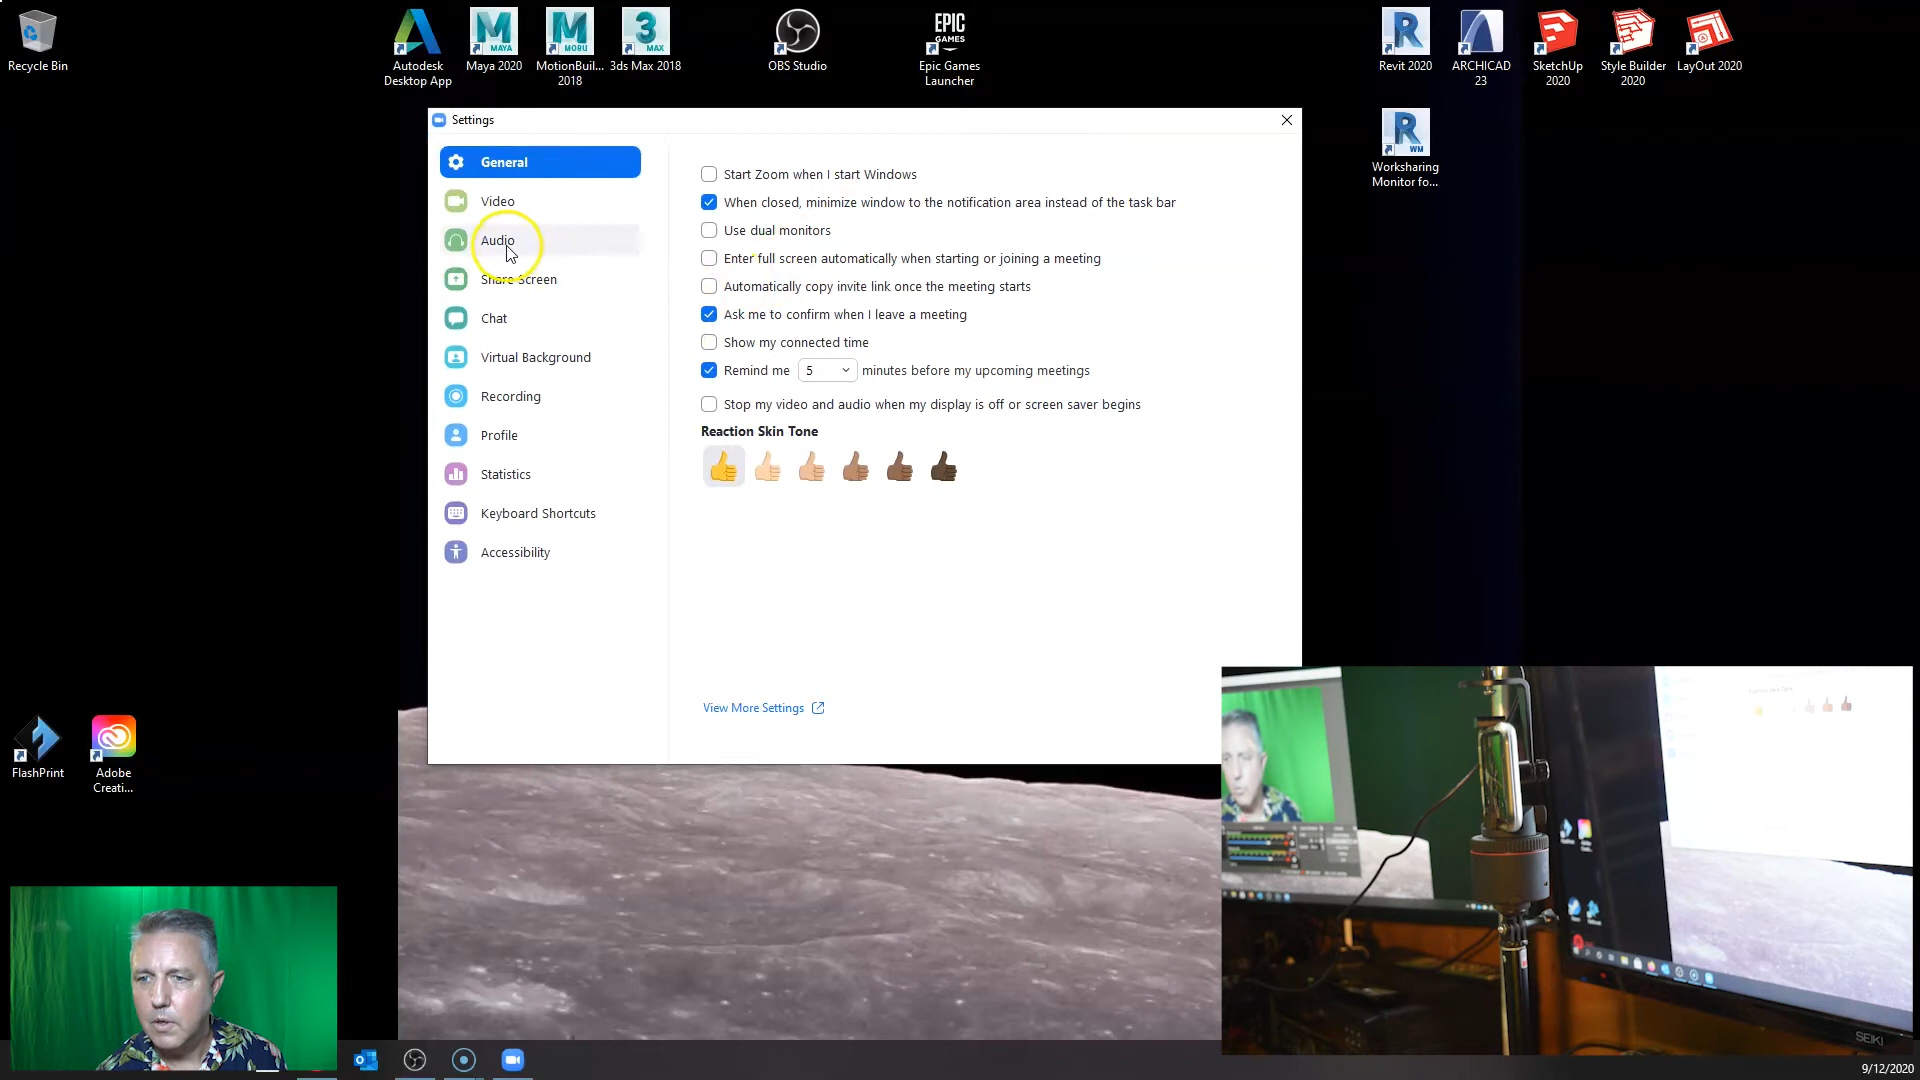 Recycle Bin
Autodesk
Desktop App
MAYA
Maya 2020
MOBU
MotionBuil...
2018
3
MAX
3ds Max 2018
OBS Studio
EPIC
GAMES
Epic Games
Launcher
Revit 2020
ARCHICAD
23
SketchUp
2020
Style Builder
2020
LayOut 2020
WM
Worksharing
Monitor fo...
Settings
General
Video
Audio
Share Screen
Chat
Virtual Background
Recording
Profile
Statistics
Keyboard Shortcuts
Accessibility
Start Zoom when I start Windows
When closed, minimize window to the notification area instead of the task bar
Use dual monitors
Enter full screen automatically when starting or joining a meeting
Automatically copy invite link once the meeting starts
Ask me to confirm when I leave a meeting
Show my connected time
Remind me 5 minutes before my upcoming meetings
Stop my video and audio when my display is off or screen saver begins
Reaction Skin Tone
View More Settings
FlashPrint
Adobe
Creati...
SEIKI
9/12/2020